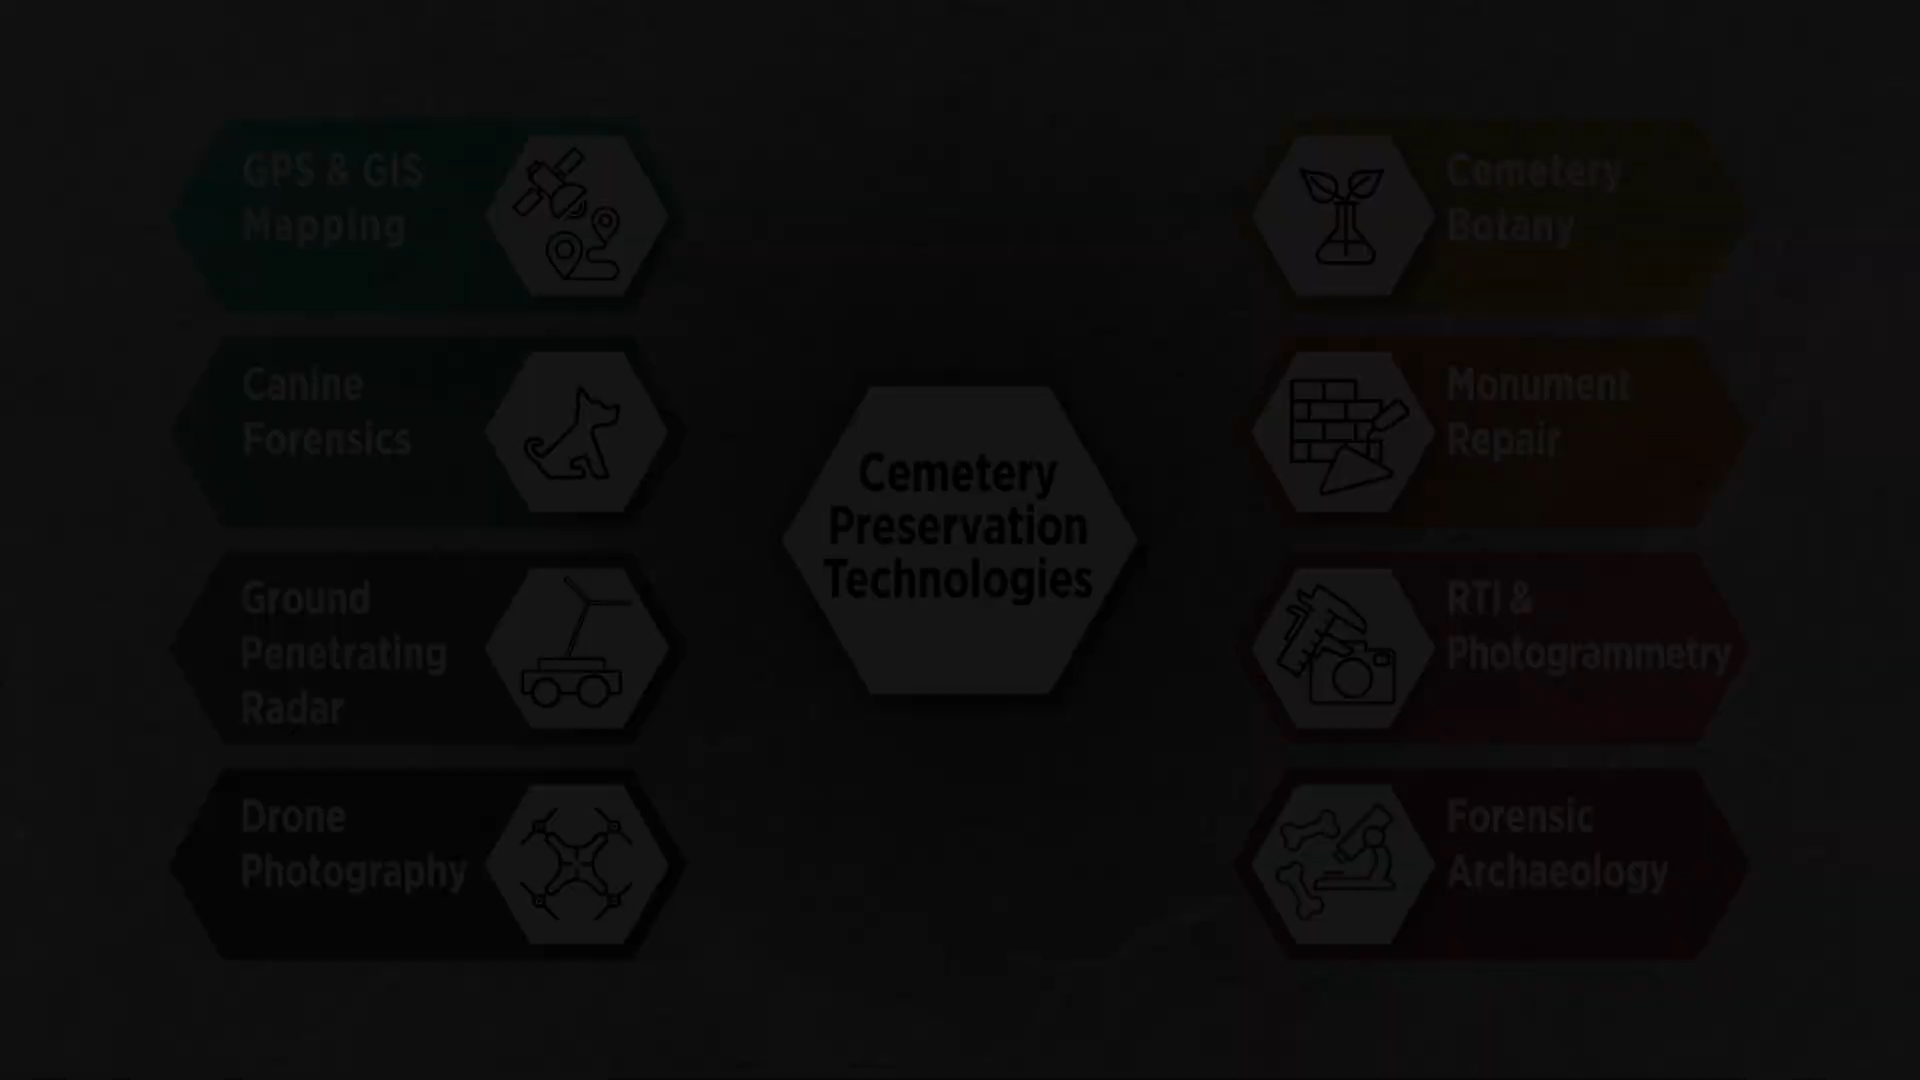 GPS & GIS
Mapping
Canine
Forensics
Ground
Penetrating
Radar
Drone
Photography
Cemetery
Preservation
Technologies
Cemetery
Botany
Monument
Repair
RTI &
Photogrammetry
Forensic
Archaeology